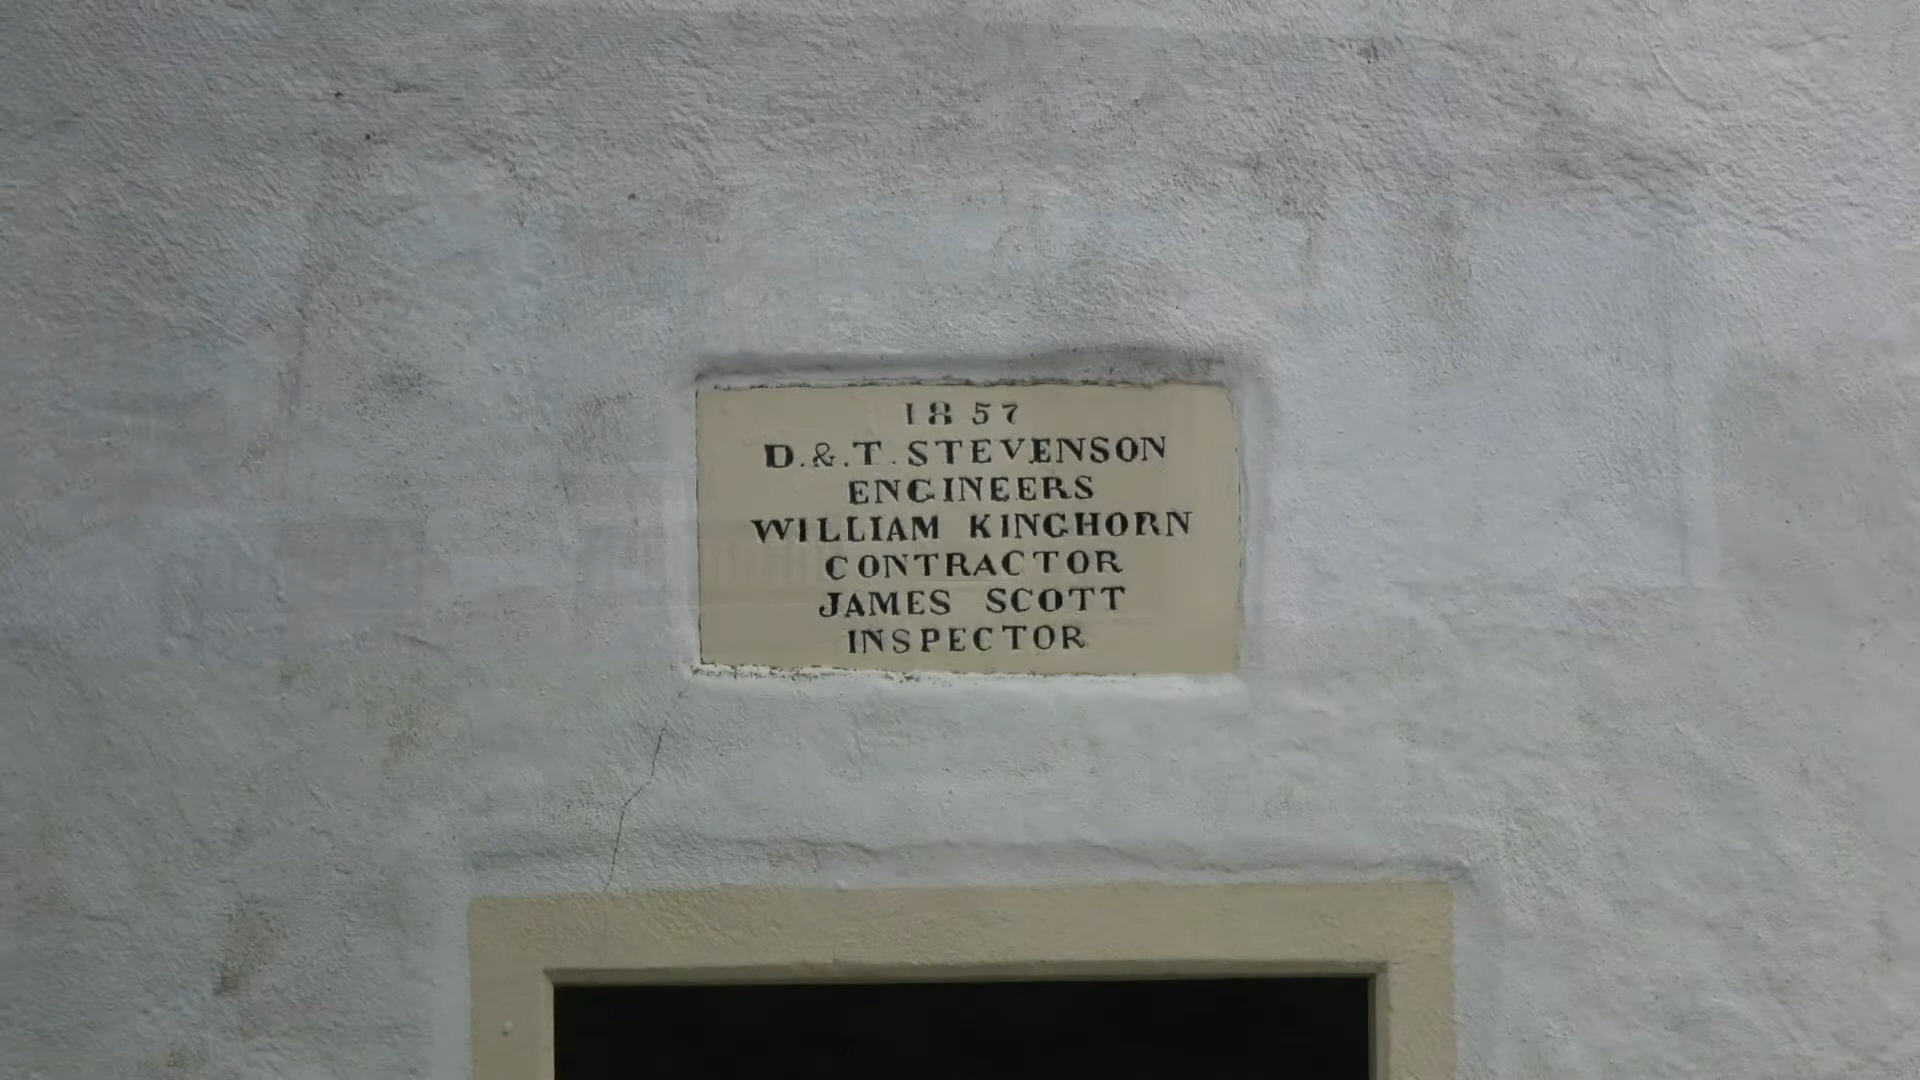 1857
D.&.T.STEVENSON
ENGINEERS
WILLIAM KINGHORN
CONTRACTOR
JAMES SCOTT
INSPECTOR